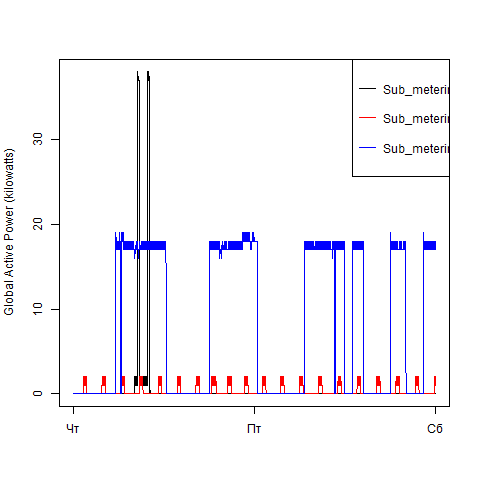 Sub_meterin
Sub_meterin
Sub_meterin
Global Active Power (kilowatts)
30
20
10
0
Чт
Пт
Сб